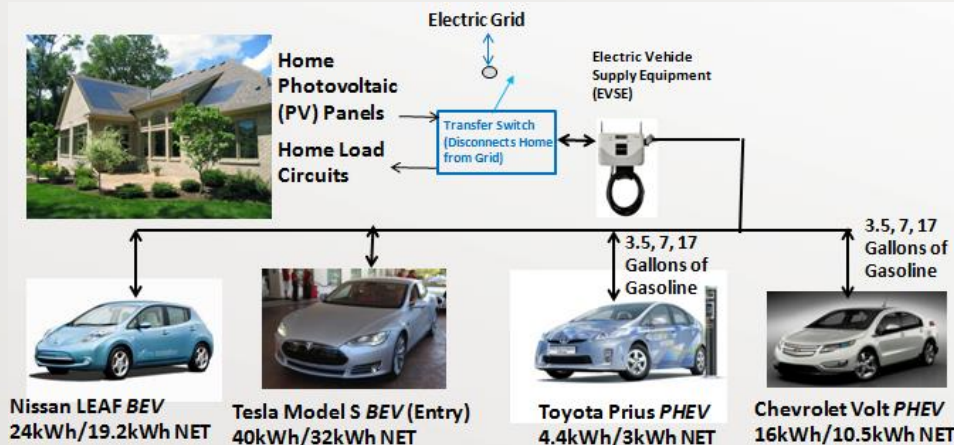 Electric Grid
Home
Photovoltaic
(PV) Panels
Home Load
Circuits
Transfer Switch
(Disconnects Home
from Grid)
Electric Vehicle
Supply Equipment
(EVSE)
3.5, 7, 17
Gallons of
Gasoline
3.5, 7, 17
Gallons of
Gasoline
Nissan LEAF BEV
24kWh/19.2kWh NET
Tesla Model S BEV (Entry)
40kWh/32kWh NET
Toyota Prius PHEV
4.4kWh/3kWh NET
Chevrolet Volt PHEV
16kWh/10.5kWh NET